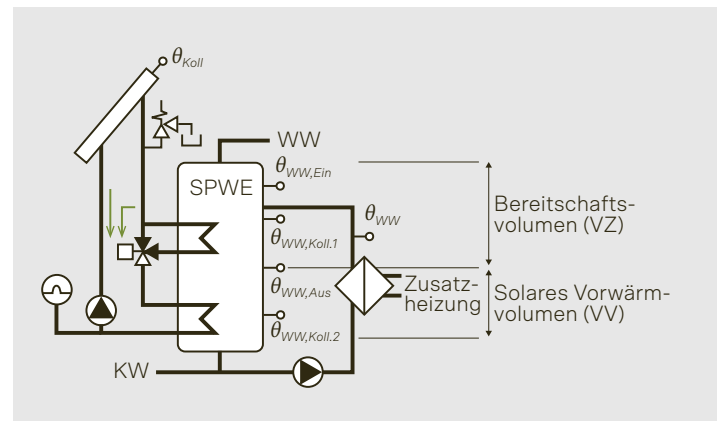 θKoll
WW
θWW,Ein
SPWE
θWW
Bereitschafts-
volumen (VZ)
θWW,Koll.1
θWW,Aus
Zusatz-
heizung
Solares Vorwärm-
volumen (VV)
θWW,Koll.2
KW